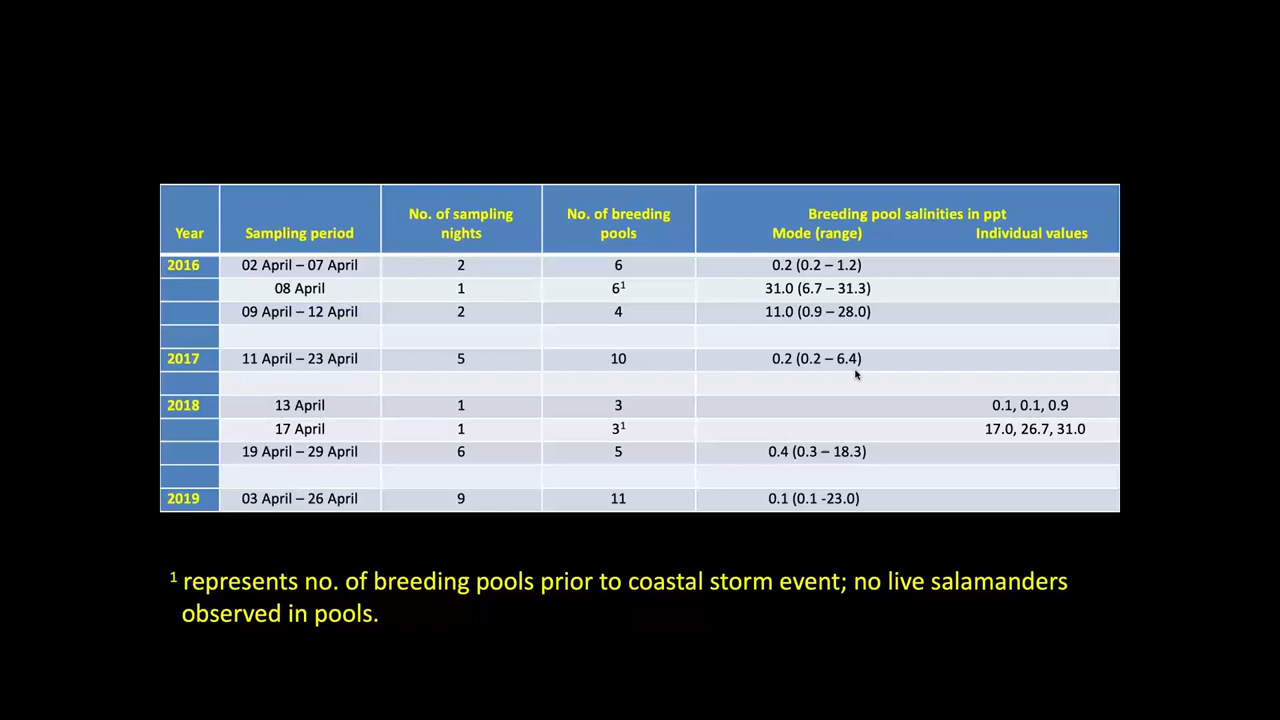 No. of sampling No. of breeding Breeding pool salinities in ppt
Year Sampling period nights pools Mode (range) Individual values
2016 02 April – 07 April 2 6 0.2 (0.2 – 1.2)
08 April 1 6¹ 31.0 (6.7 – 31.3)
09 April – 12 April 2 4 11.0 (0.9 – 28.0)
2017 11 April – 23 April 5 10 0.2 (0.2 – 6.4)
2018 13 April 1 3 0.1, 0.1, 0.9
17 April 1 3¹ 17.0, 26.7, 31.0
19 April – 29 April 6 5 0.4 (0.3 – 18.3)
2019 03 April – 26 April 9 11 0.1 (0.1 -23.0)
¹ represents no. of breeding pools prior to coastal storm event; no live salamanders
observed in pools.